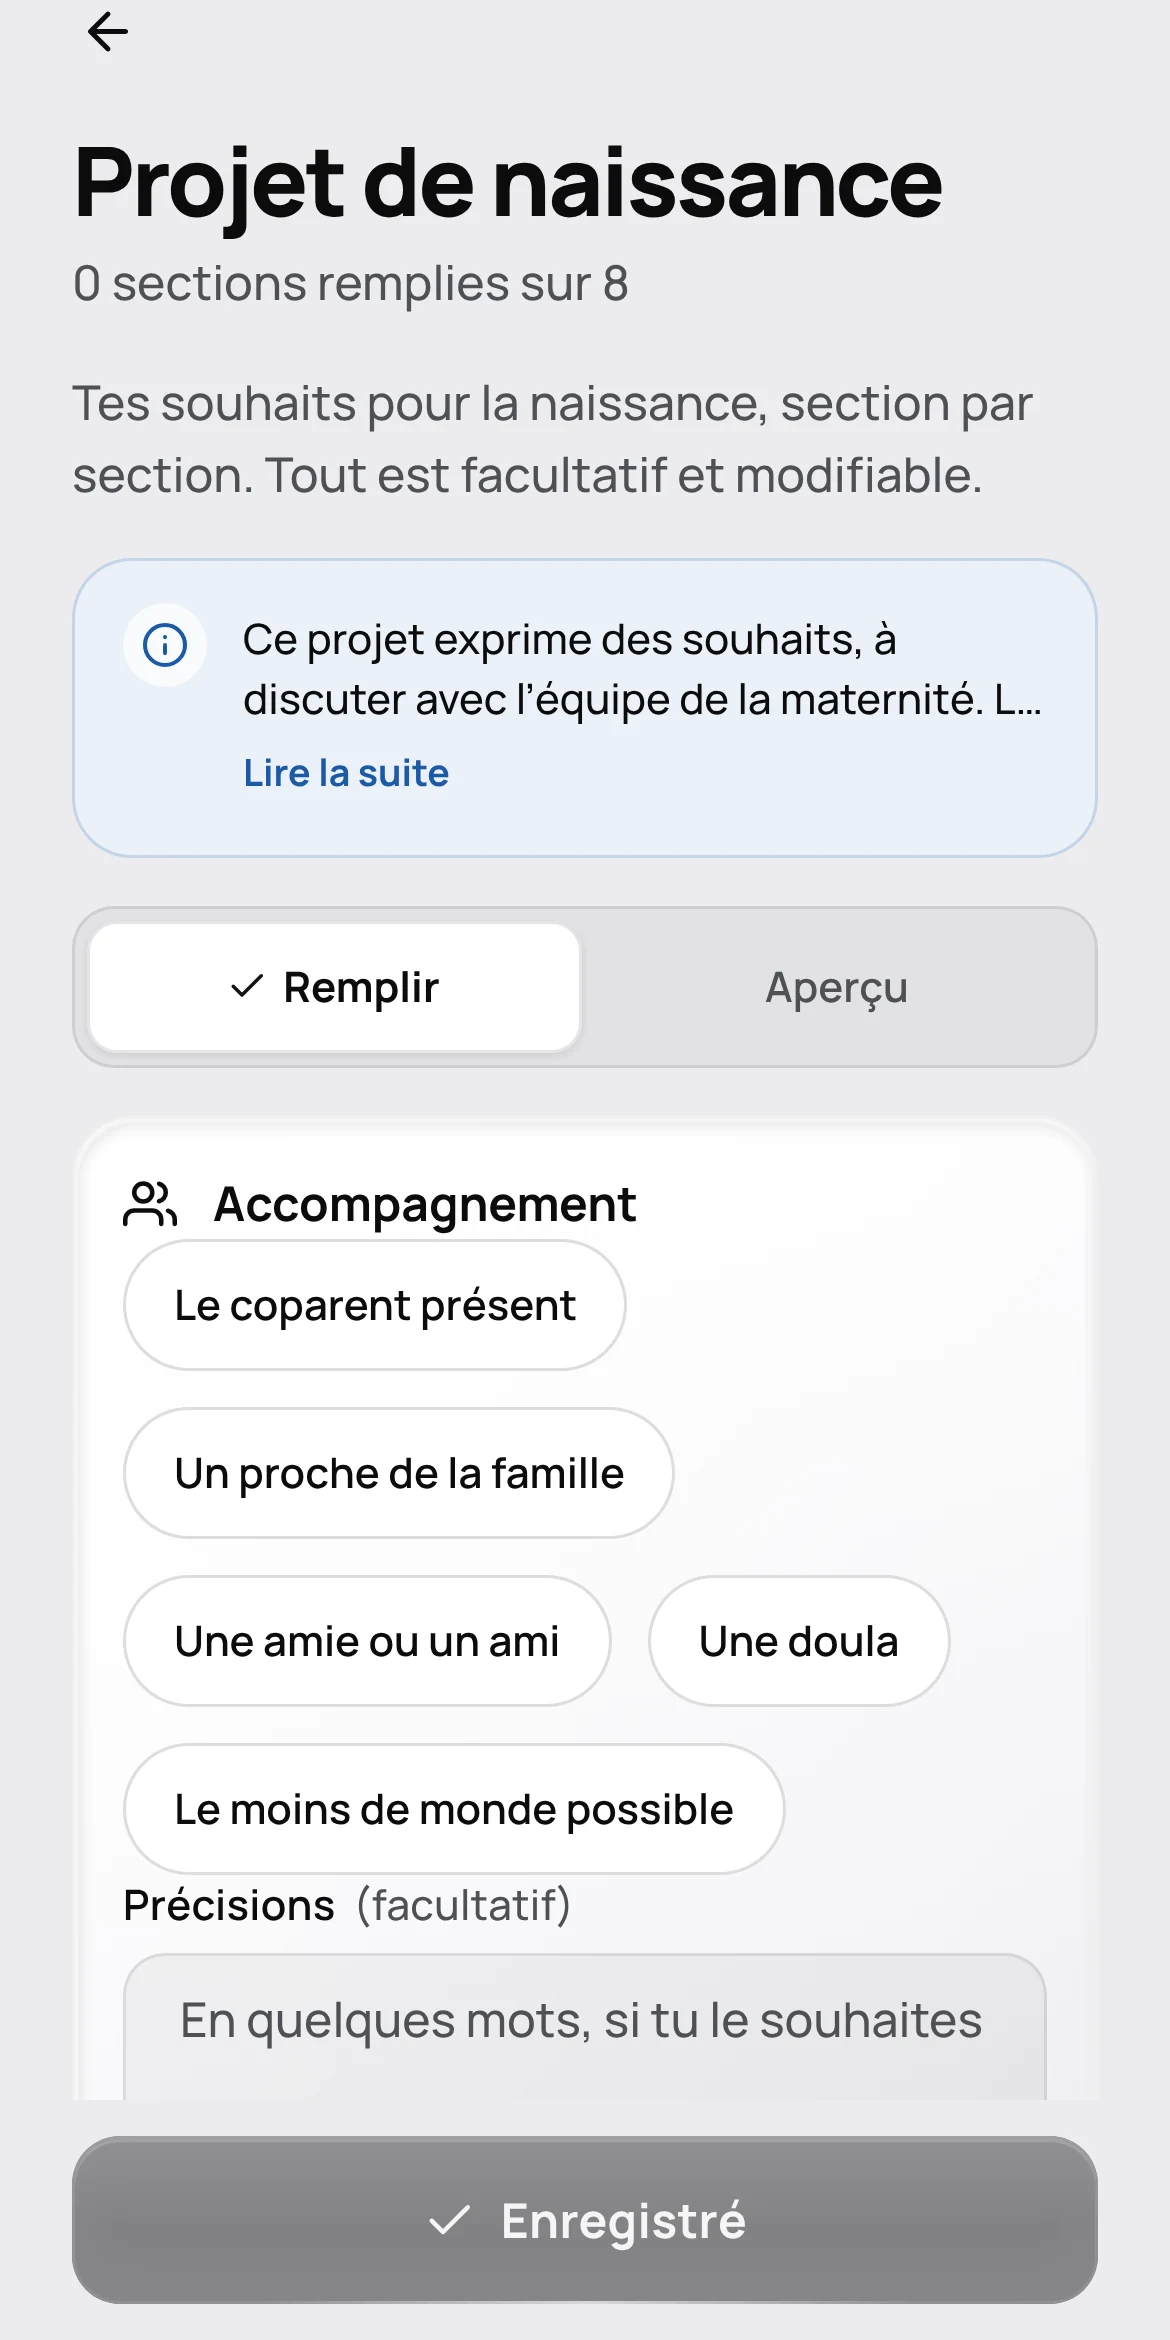 Projet de naissance
0 sections remplies sur 8
Tes souhaits pour la naissance, section par
section. Tout est facultatif et modifiable.
Ce projet exprime des souhaits, à
discuter avec l’équipe de la maternité. L…
Lire la suite
Remplir
Aperçu
Accompagnement
Le coparent présent
Un proche de la famille
Une amie ou un ami
Une doula
Le moins de monde possible
Précisions (facultatif)
En quelques mots, si tu le souhaites
Enregistré